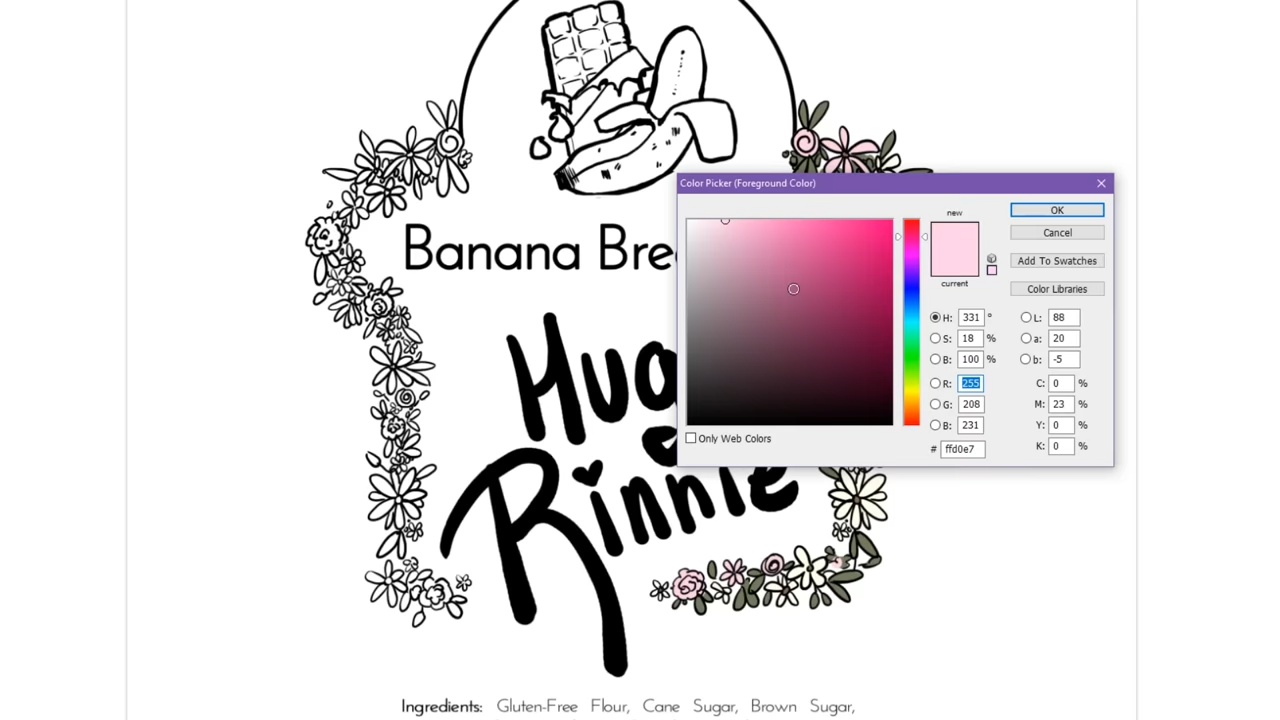 Color Picker (Foreground Color)
new
OK
Cancel
Add To Swatches
current
Color Libraries
H: 331 °
L: 88
S: 18 %
a: 20
B: 100 %
b: -5
R: 255
C: 0 %
G: 208
M: 23 %
B: 231
Y: 0 %
Only Web Colors
# ffd0e7
K: 0 %
Banana Bre
Hug
Rinnie
Ingredients: Gluten-Free Flour, Cane Sugar, Brown Sugar,